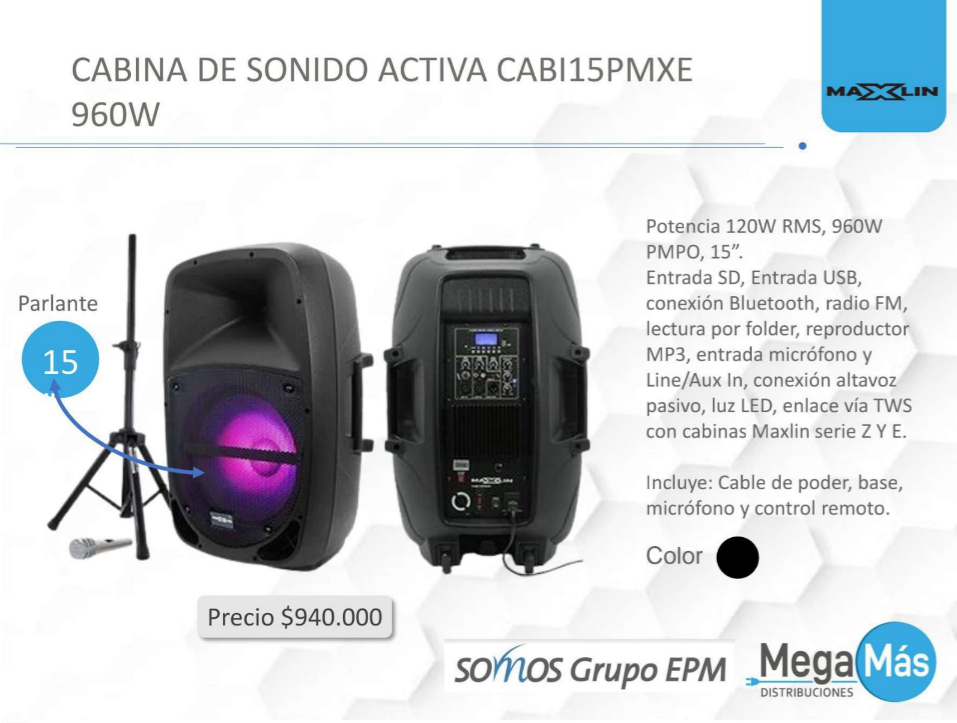 CABINA DE SONIDO ACTIVA CABI15PMXE
960W
MAXLIN
Parlante
15
Potencia 120W RMS, 960W
PMPO, 15”.
Entrada SD, Entrada USB,
conexión Bluetooth, radio FM,
lectura por folder, reproductor
MP3, entrada micrófono y
Line/Aux In, conexión altavoz
pasivo, luz LED, enlace vía TWS
con cabinas Maxlin serie Z Y E.
Incluye: Cable de poder, base,
micrófono y control remoto.
Color
MAXLIN
Precio $940.000
somos Grupo EPM
Mega Más
DISTRIBUCIONES